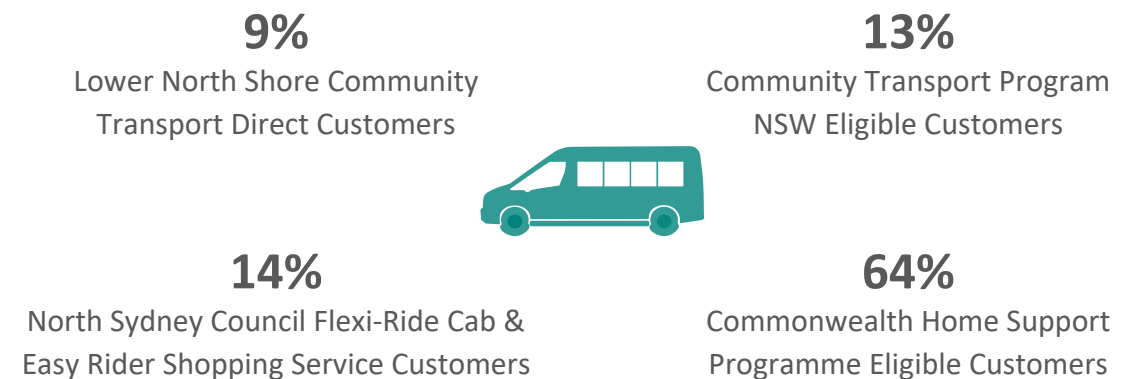 9%
Lower North Shore Community
Transport Direct Customers
13%
Community Transport Program
NSW Eligible Customers
14%
North Sydney Council Flexi-Ride Cab &
Easy Rider Shopping Service Customers
64%
Commonwealth Home Support
Programme Eligible Customers